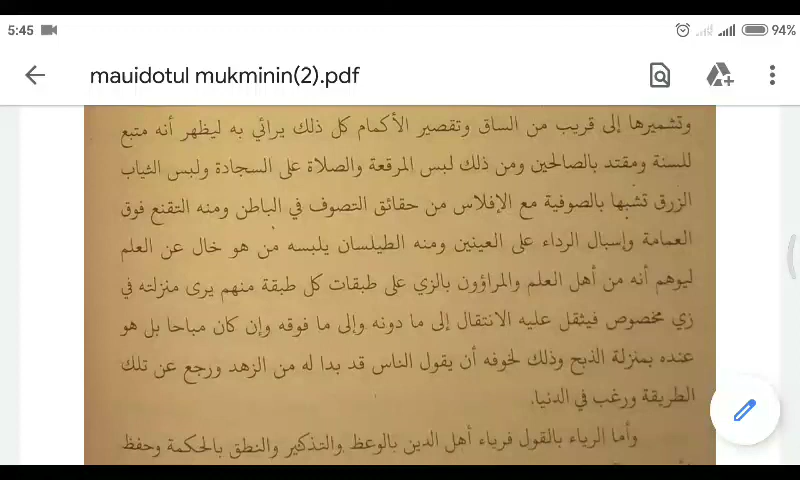 5:45
94%
mauidotul mukminin(2).pdf
وتشميرها إلى قريب من الساق وتقصير الأكمام كل ذلك يرائي به ليظهر أنه متبع
للسنة ومقتد بالصالحين ومن ذلك لبس المرقعة والصلاة على السجادة ولبس الثياب
الزرق تشبها بالصوفية مع الإفلاس من حقائق التصوف في الباطن ومنه التقنع فوق
العمامة وإسبال الرداء على العينين ومنه الطيلسان يلبسه من هو خال عن العلم
ليوهم أنه من أهل العلم والمراؤون بالزي على طبقات كل طبقة منهم يرى منزلته في
زي مخصوص فيثقل عليه الانتقال إلى ما دونه وإلى ما فوقه وإن كان مباحا بل هو
عنده بمنزلة الذبح وذلك لخوفه أن يقول الناس قد بدا له من الزهد ورجع عن تلك
الطريقة ورغب في الدنيا.
وأما الرياء بالقول فرياء أهل الدين بالوعظ والتذكير والنطق بالحكمة وحفظ